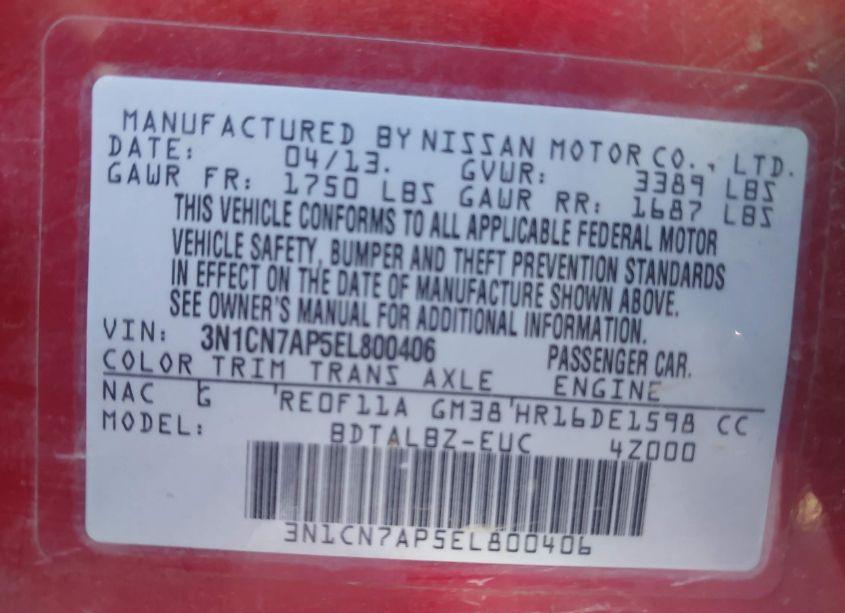 MANUFACTURED BY NISSAN MOTOR CO., LTD.
DATE: 04/13. GVWR: 3389 LBS
GAWR FR: 1750 LBS GAWR RR: 1687 LBS
THIS VEHICLE CONFORMS TO ALL APPLICABLE FEDERAL MOTOR
VEHICLE SAFETY, BUMPER AND THEFT PREVENTION STANDARDS
IN EFFECT ON THE DATE OF MANUFACTURE SHOWN ABOVE.
SEE OWNER'S MANUAL FOR ADDITIONAL INFORMATION.
VIN: 3N1CN7AP5EL800406 PASSENGER CAR.
COLOR TRIM TRANS AXLE ENGINE
NAC G RE0F11A GM38 HR16DE1598 CC
MODEL: BDTALBZ-EUC 4Z000
3N1CN7AP5EL800406